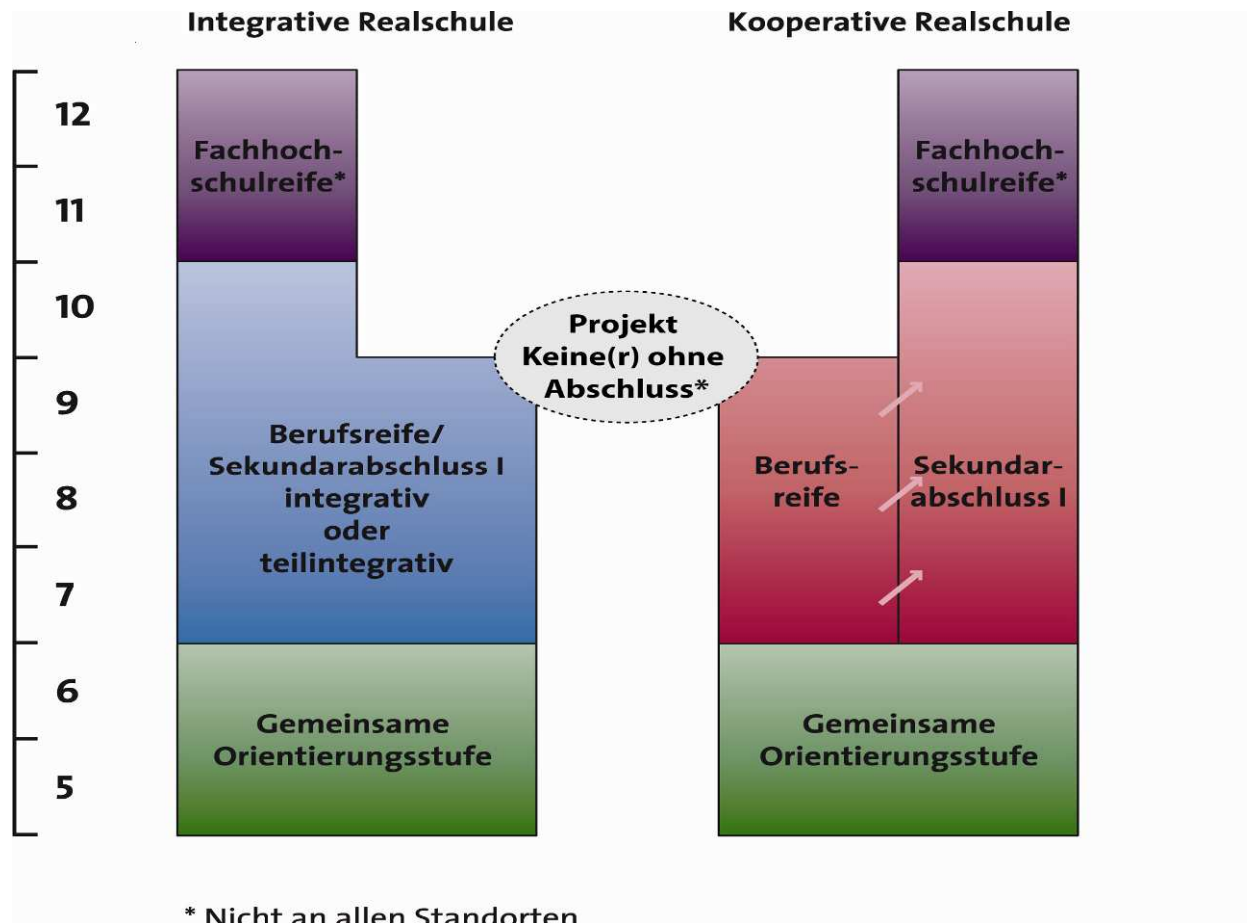 Integrative Realschule
Kooperative Realschule
12
11
10
9
8
7
6
5
Fachhoch-
schulreife*
Berufsreife/
Sekundarabschluss I
integrativ
oder
teilintegrativ
Gemeinsame
Orientierungsstufe
Projekt
Keine(r) ohne
Abschluss*
Fachhoch-
schulreife*
Berufs-
reife
Sekundar-
abschluss I
Gemeinsame
Orientierungsstufe
* Nicht an allen Standorten